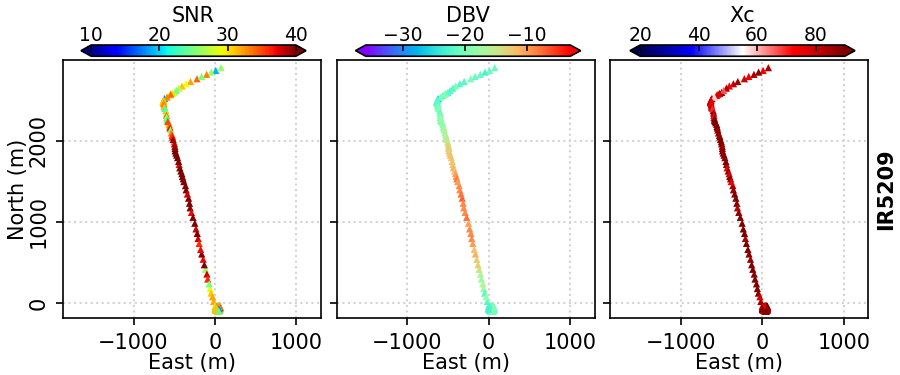 SNR DBV Xc
10 20 30 40 −30 −20 −10 20 40 60 80
North (m)
2000
1000
0
IR5209
−1000 0 1000 −1000 0 1000 −1000 0 1000
East (m) East (m) East (m)